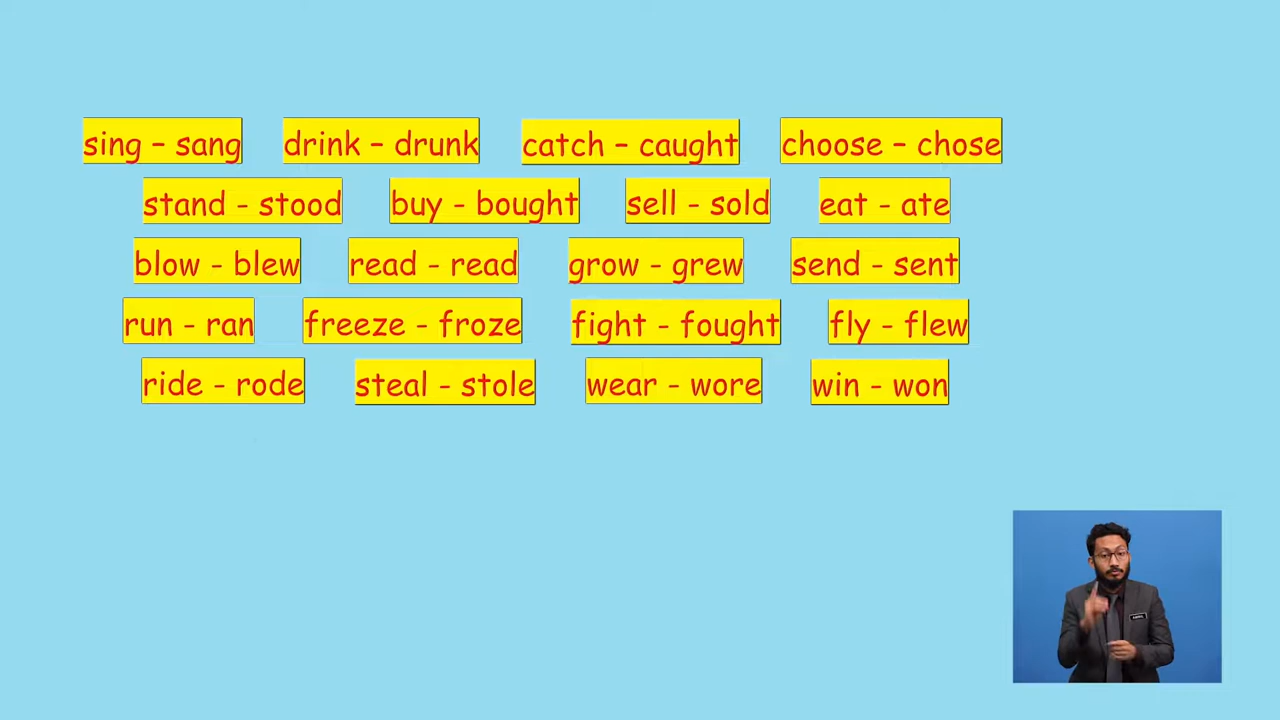 sing – sang drink – drunk catch – caught choose – chose
stand - stood buy - bought sell - sold eat - ate
blow - blew read - read grow - grew send - sent
run - ran freeze - froze fight - fought fly - flew
ride - rode steal - stole wear - wore win - won